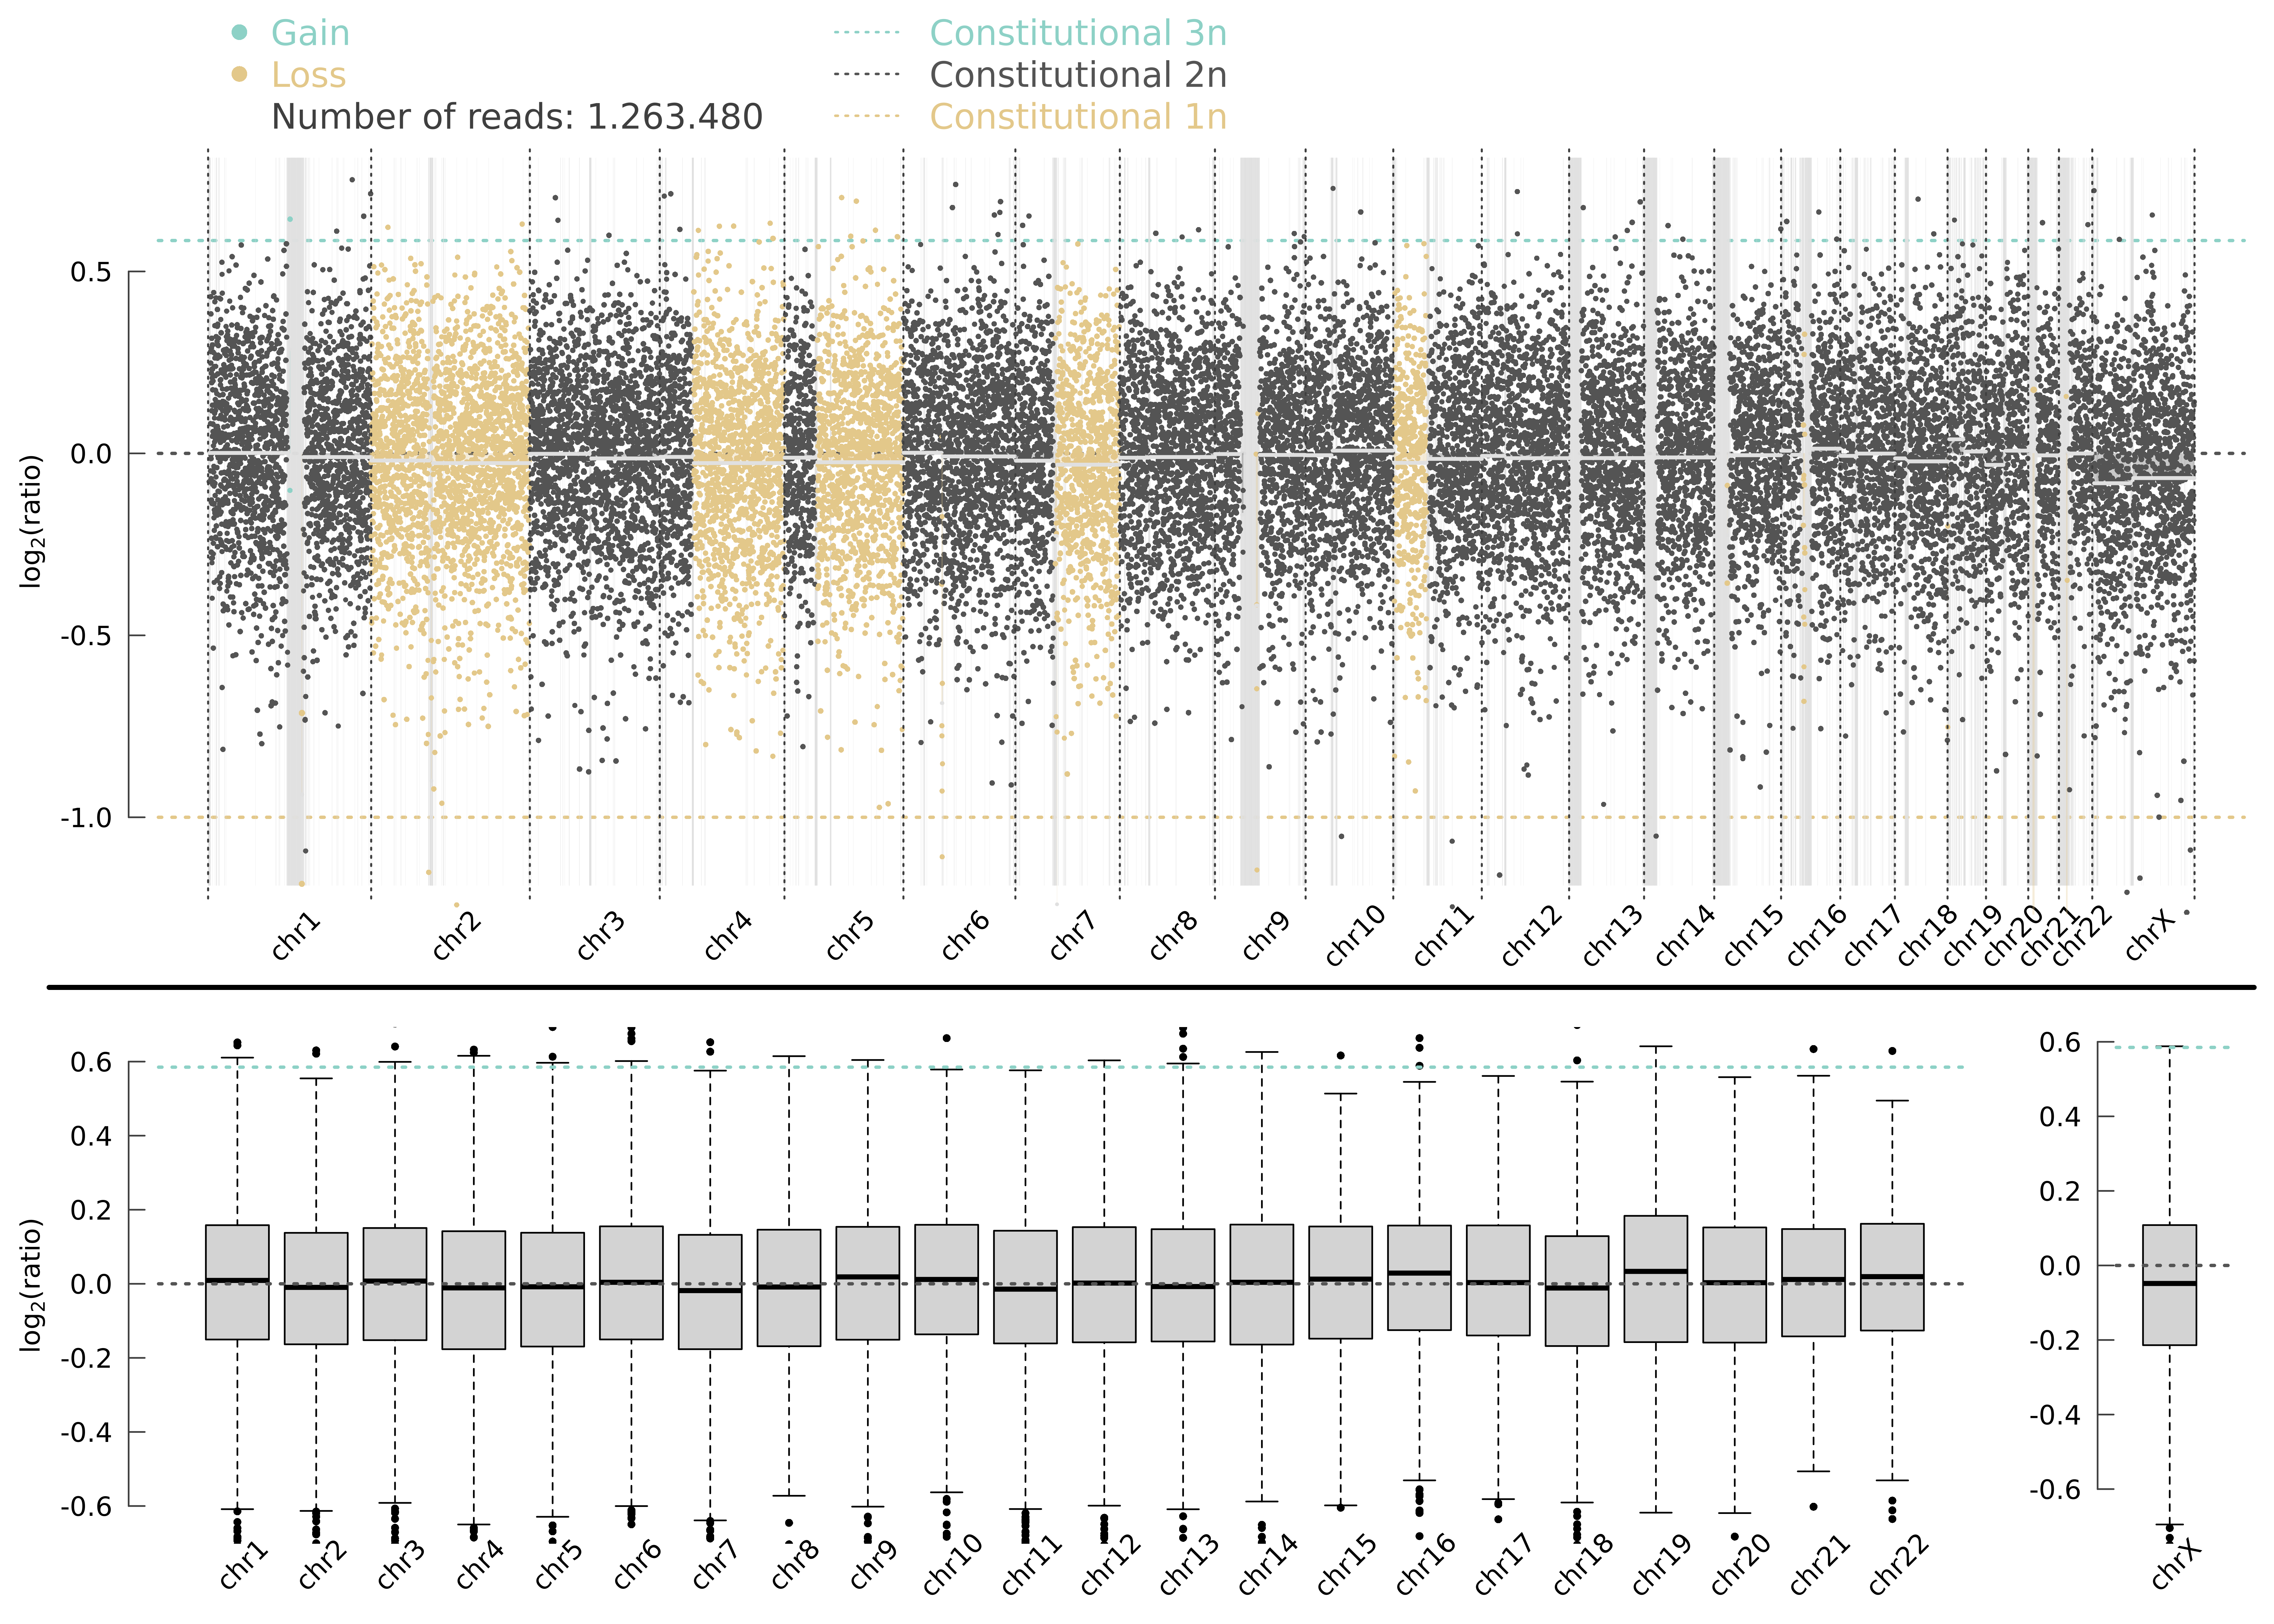 Gain
Loss
Number of reads: 1.263.480
Constitutional 3n
Constitutional 2n
Constitutional 1n
log2(ratio)
0.5
0.0
-0.5
-1.0
chr1
chr2
chr3
chr4
chr5
chr6
chr7
chr8
chr9
chr10
chr11
chr12
chr13
chr14
chr15
chr16
chr17
chr18
chr19
chr20
chr21
chr22
chrX
log2(ratio)
0.6
0.4
0.2
0.0
-0.2
-0.4
-0.6
chr1
chr2
chr3
chr4
chr5
chr6
chr7
chr8
chr9
chr10
chr11
chr12
chr13
chr14
chr15
chr16
chr17
chr18
chr19
chr20
chr21
chr22
0.6
0.4
0.2
0.0
-0.2
-0.4
-0.6
chrX